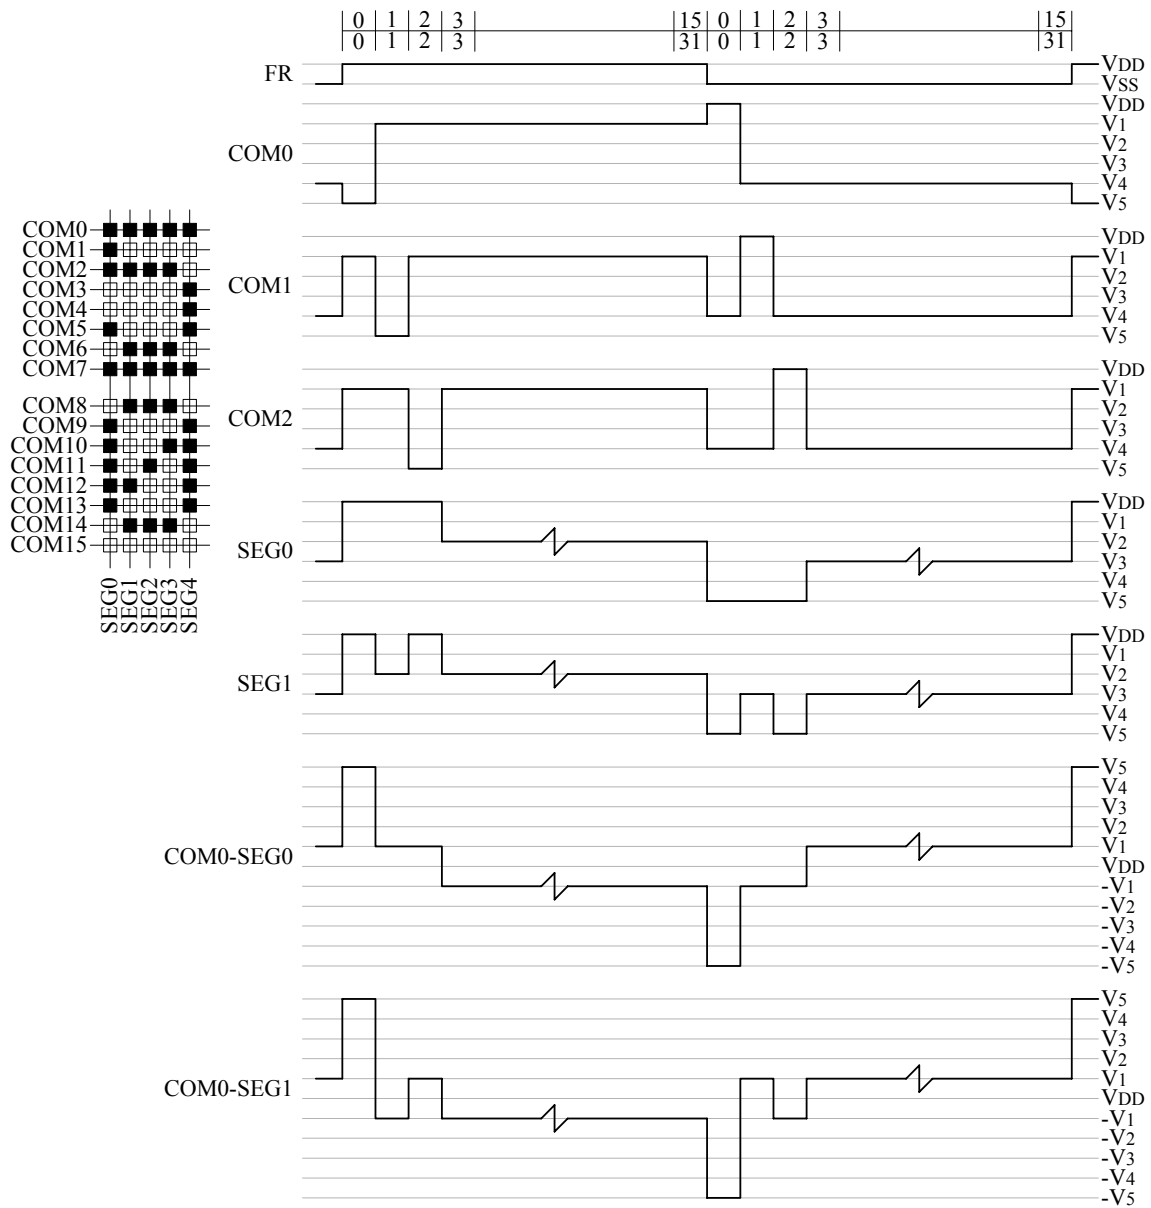 0 1 2 3 15 0 1 2 3 15
0 1 2 3 31 0 1 2 3 31
FR
VDD
VSS
COM0
VDD
V1
V2
V3
V4
V5
COM1
VDD
V1
V2
V3
V4
V5
COM2
VDD
V1
V2
V3
V4
V5
SEG0
VDD
V1
V2
V3
V4
V5
SEG1
VDD
V1
V2
V3
V4
V5
COM0-SEG0
V5
V4
V3
V2
V1
VDD
-V1
-V2
-V3
-V4
-V5
COM0-SEG1
V5
V4
V3
V2
V1
VDD
-V1
-V2
-V3
-V4
-V5
COM0
COM1
COM2
COM3
COM4
COM5
COM6
COM7
COM8
COM9
COM10
COM11
COM12
COM13
COM14
COM15
SEG0
SEG1
SEG2
SEG3
SEG4